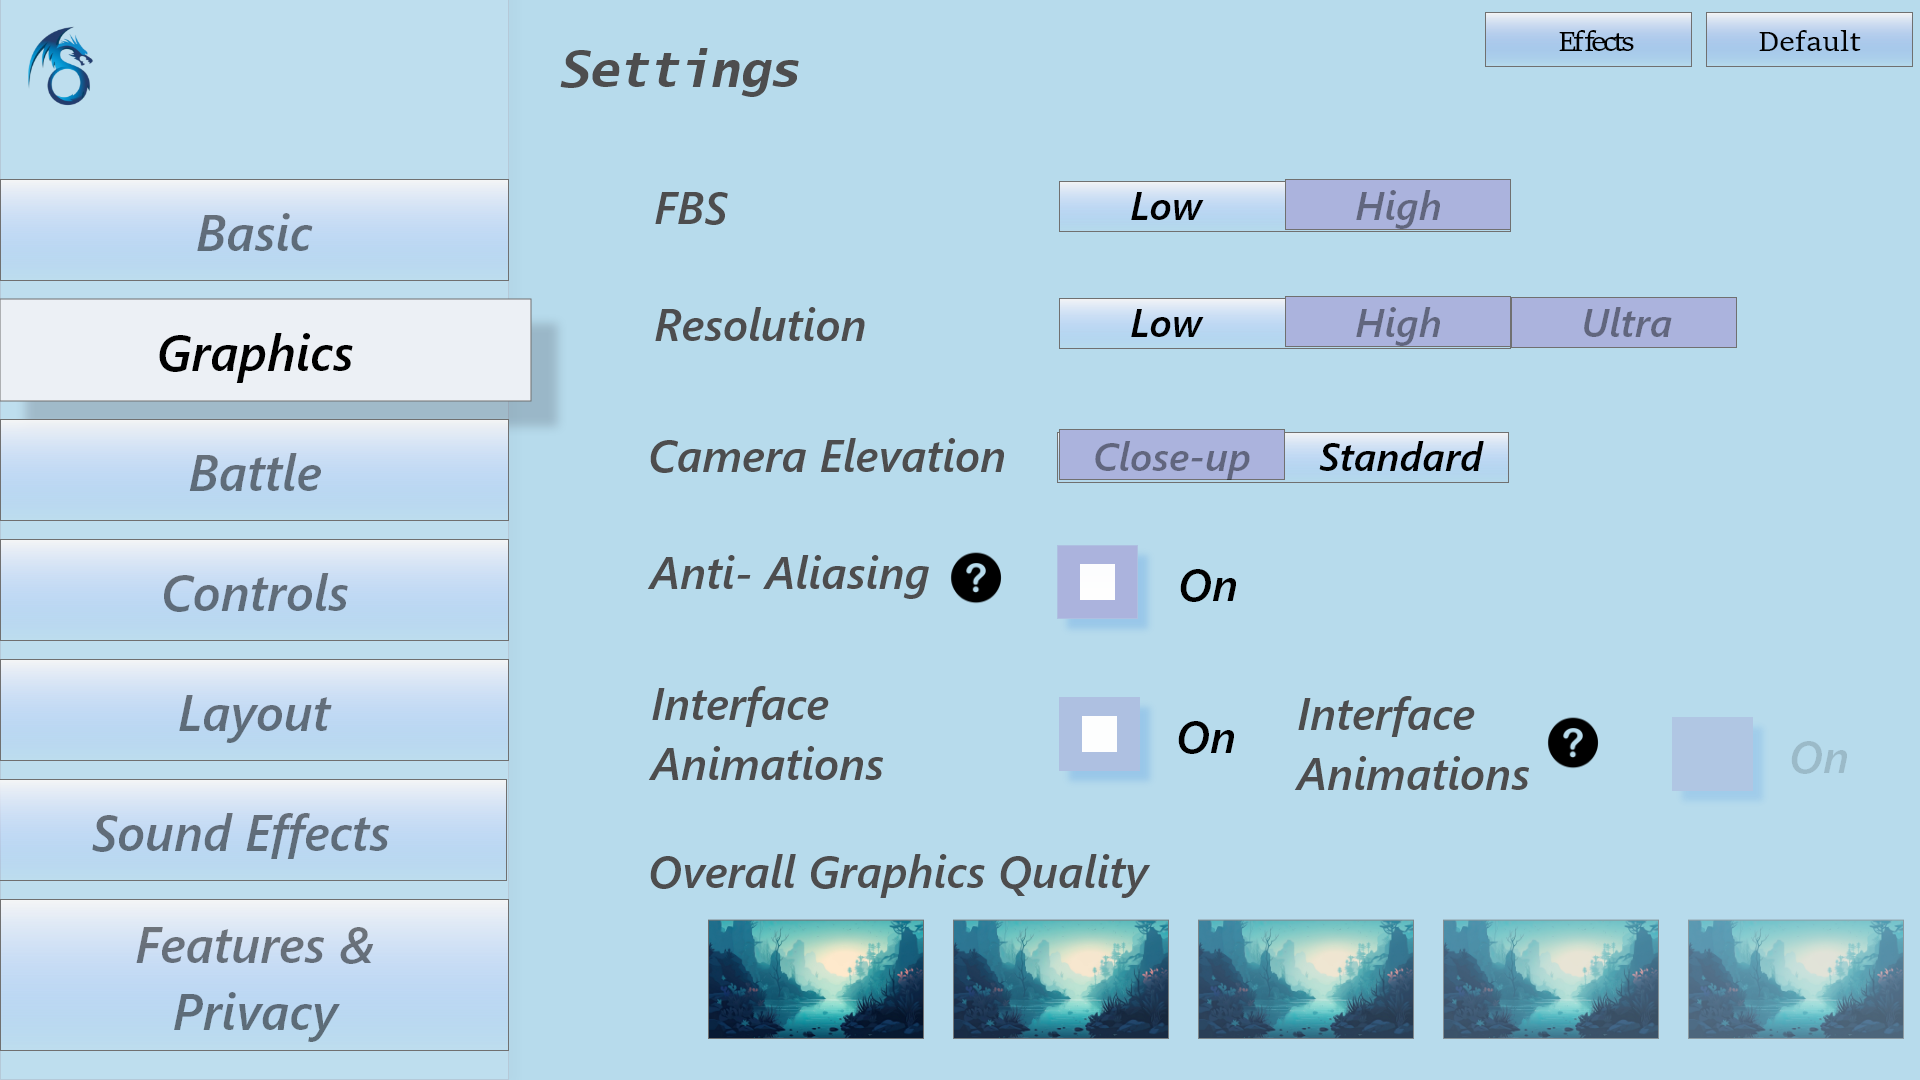 Settings
Effects
Default
Basic
Graphics
Battle
Controls
Layout
Sound Effects
Features &
Privacy
FBS
Low
High
Resolution
Low
High
Ultra
Camera Elevation
Close-up
Standard
Anti- Aliasing
?
On
Interface
Animations
On
Interface
Animations
?
On
Overall Graphics Quality